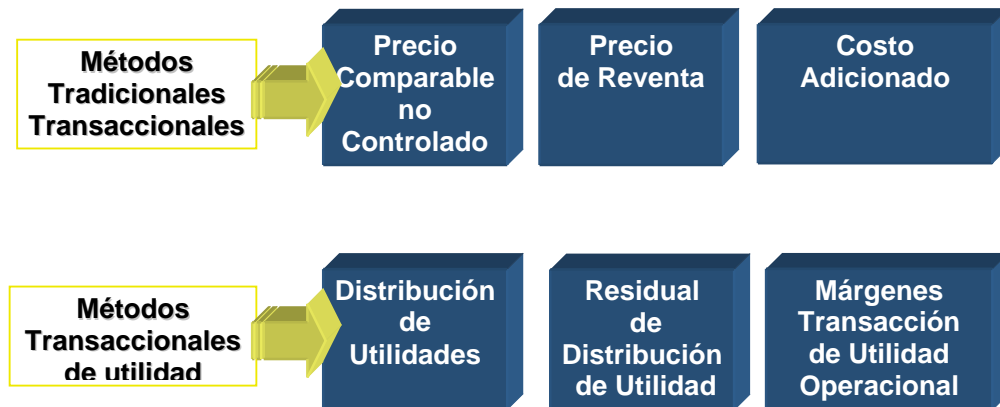 Métodos
Tradicionales
Transaccionales
Precio
Comparable
no
Controlado
Precio
de Reventa
Costo
Adicionado
Métodos
Transaccionales
de utilidad
Distribución
de
Utilidades
Residual
de
Distribución
de Utilidad
Márgenes
Transacción
de Utilidad
Operacional